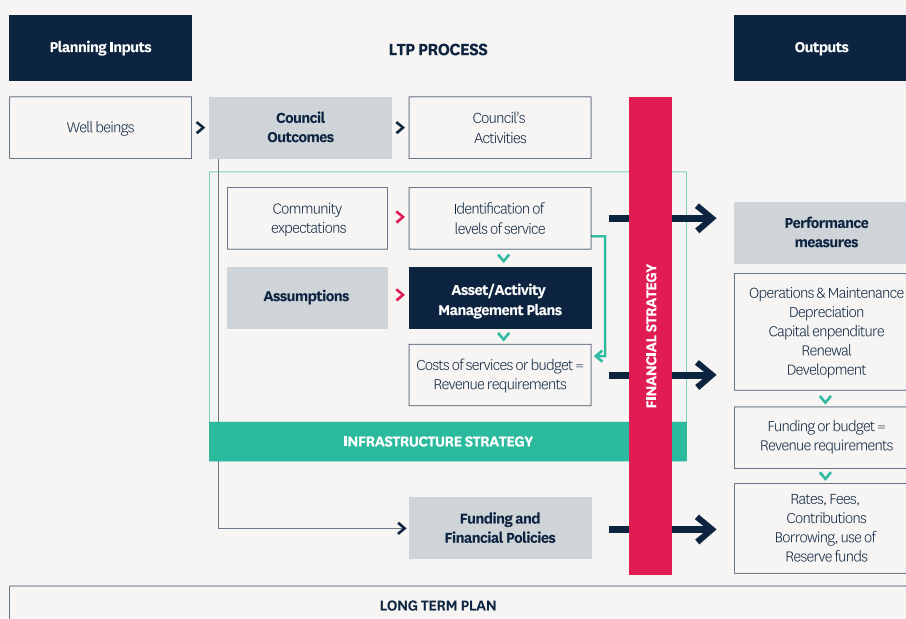 Planning Inputs
LTP PROCESS
Outputs
Well beings
Council
Outcomes
Council's
Activities
Community
expectations
Identification of
levels of service
Performance
measures
Assumptions
Asset/Activity
Management Plans
Operations & Maintenance
Depreciation
Capital enpenditure
Renewal
Development
Costs of services or budget =
Revenue requirements
FINANCIAL STRATEGY
Funding or budget =
Revenue requirements
INFRASTRUCTURE STRATEGY
Funding and
Financial Policies
Rates, Fees,
Contributions
Borrowing, use of
Reserve funds
LONG TERM PLAN